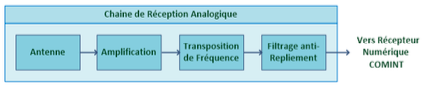 Chaine de Réception Analogique
Antenne
Amplification
Transposition
de Fréquence
Filtrage anti-
Repliement
Vers Récepteur
Numérique
COMINT